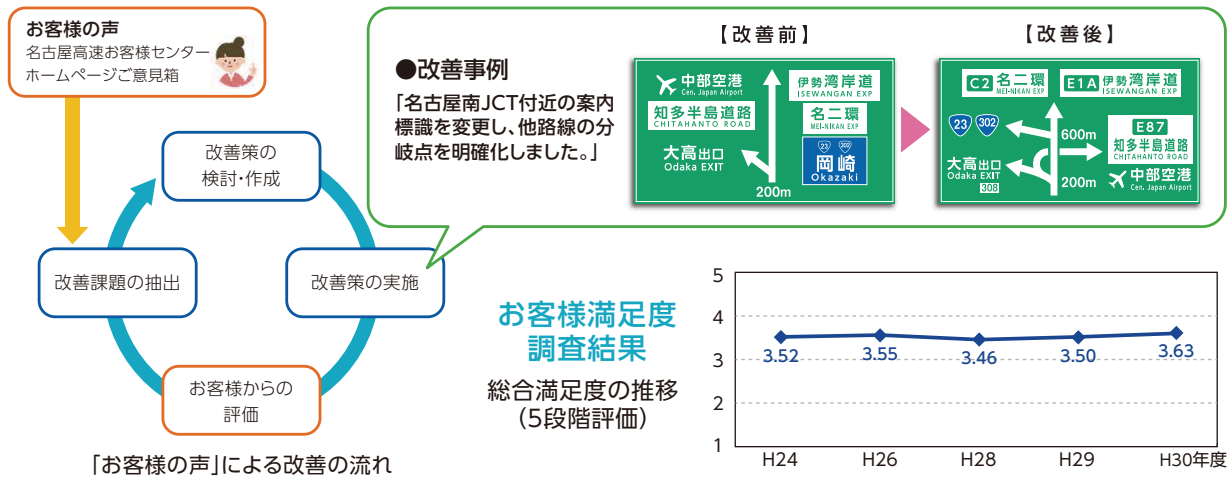 お客様の声
名古屋高速お客様センター
ホームページご意見箱
改善策の
検討・作成
改善課題の抽出
改善策の実施
お客様からの
評価
「お客様の声」による改善の流れ
●改善事例
「名古屋南JCT付近の案内
標識を変更し、他路線の分
岐点を明確化しました。」
【改善前】
中部空港
Cen. Japan Airport
知多半島道路
CHITAHANTO ROAD
大高出口
Odaka EXIT
伊勢湾岸道
ISEWANGAN EXP
名二環
MEI-NIKAN EXP
23 302
岡崎
Okazaki
200m
【改善後】
C2 名二環
MEI-NIKAN EXP
E1A 伊勢湾岸道
ISEWANGAN EXP
23 302
600m
E87
知多半島道路
CHITAHANTO ROAD
大高出口
Odaka EXIT
308
200m
中部空港
Cen. Japan Airport
お客様満足度
調査結果
総合満足度の推移
（5段階評価）
5
4
3
2
1
3.52
3.55
3.46
3.50
3.63
H24
H26
H28
H29
H30年度